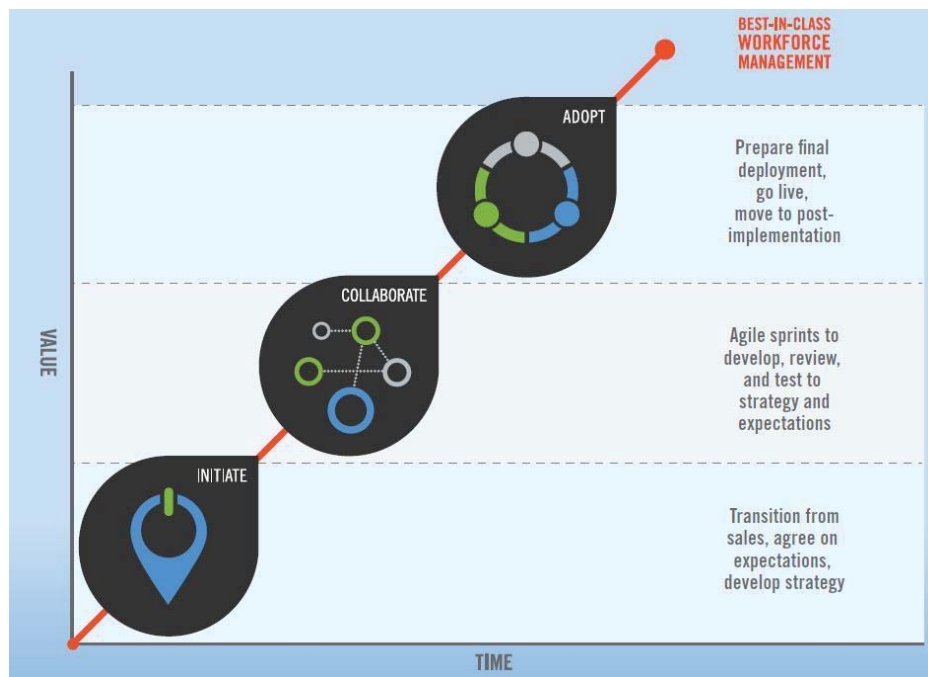 BEST-IN-CLASS
WORKFORCE
MANAGEMENT
ADOPT
Prepare final
deployment,
go live,
move to post-
implementation
COLLABORATE
Agile sprints to
develop, review,
and test to
strategy and
expectations
VALUE
INITIATE
Transition from
sales, agree on
expectations,
develop strategy
TIME